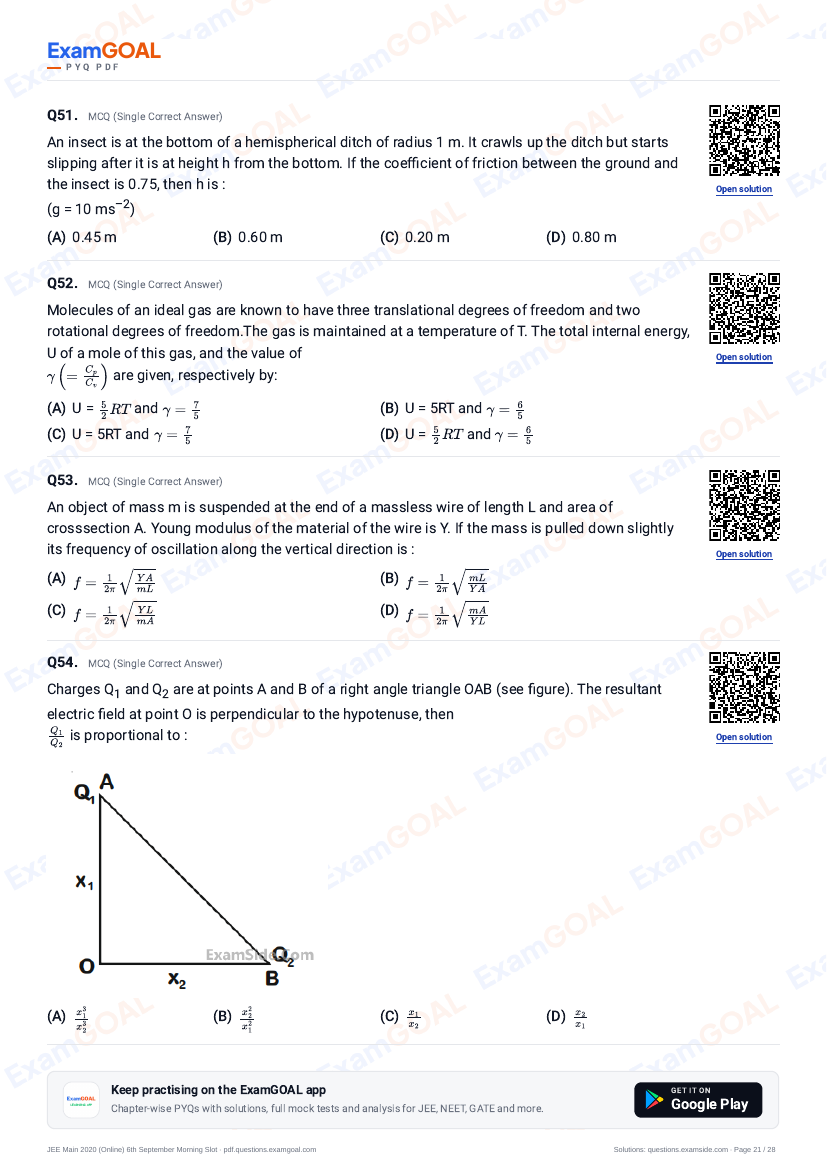 ExamGOAL
PYQ PDF
Q51. MCQ (Single Correct Answer)
An insect is at the bottom of a hemispherical ditch of radius 1 m. It crawls up the ditch but starts
slipping after it is at height h from the bottom. If the coefficient of friction between the ground and
the insect is 0.75, then h is :
(g = 10 ms⁻²)
(A) 0.45 m (B) 0.60 m (C) 0.20 m (D) 0.80 m
Open solution
Q52. MCQ (Single Correct Answer)
Molecules of an ideal gas are known to have three translational degrees of freedom and two
rotational degrees of freedom.The gas is maintained at a temperature of T. The total internal energy,
U of a mole of this gas, and the value of
γ (= C_p/C_v) are given, respectively by:
(A) U = 5/2 RT and γ = 7/5 (B) U = 5RT and γ = 6/5
(C) U = 5RT and γ = 7/5 (D) U = 5/2 RT and γ = 6/5
Open solution
Q53. MCQ (Single Correct Answer)
An object of mass m is suspended at the end of a massless wire of length L and area of
crosssection A. Young modulus of the material of the wire is Y. If the mass is pulled down slightly
its frequency of oscillation along the vertical direction is :
(A) f = 1/2π √(YA/mL) (B) f = 1/2π √(mL/YA)
(C) f = 1/2π √(YL/mA) (D) f = 1/2π √(mA/YL)
Open solution
Q54. MCQ (Single Correct Answer)
Charges Q₁ and Q₂ are at points A and B of a right angle triangle OAB (see figure). The resultant
electric field at point O is perpendicular to the hypotenuse, then
Q₁/Q₂ is proportional to :
Open solution
A
Q₁
x₁
ExamSide.Com
Q₂
O
x₂
B
(A) x₁³/x₂³ (B) x₂²/x₁² (C) x₁/x₂ (D) x₂/x₁
ExamGOAL
Keep practising on the ExamGOAL app
Chapter-wise PYQs with solutions, full mock tests and analysis for JEE, NEET, GATE and more.
GET IT ON
Google Play
JEE Main 2020 (Online) 6th September Morning Slot · pdf.questions.examgoal.com
Solutions: questions.examside.com · Page 21 / 28